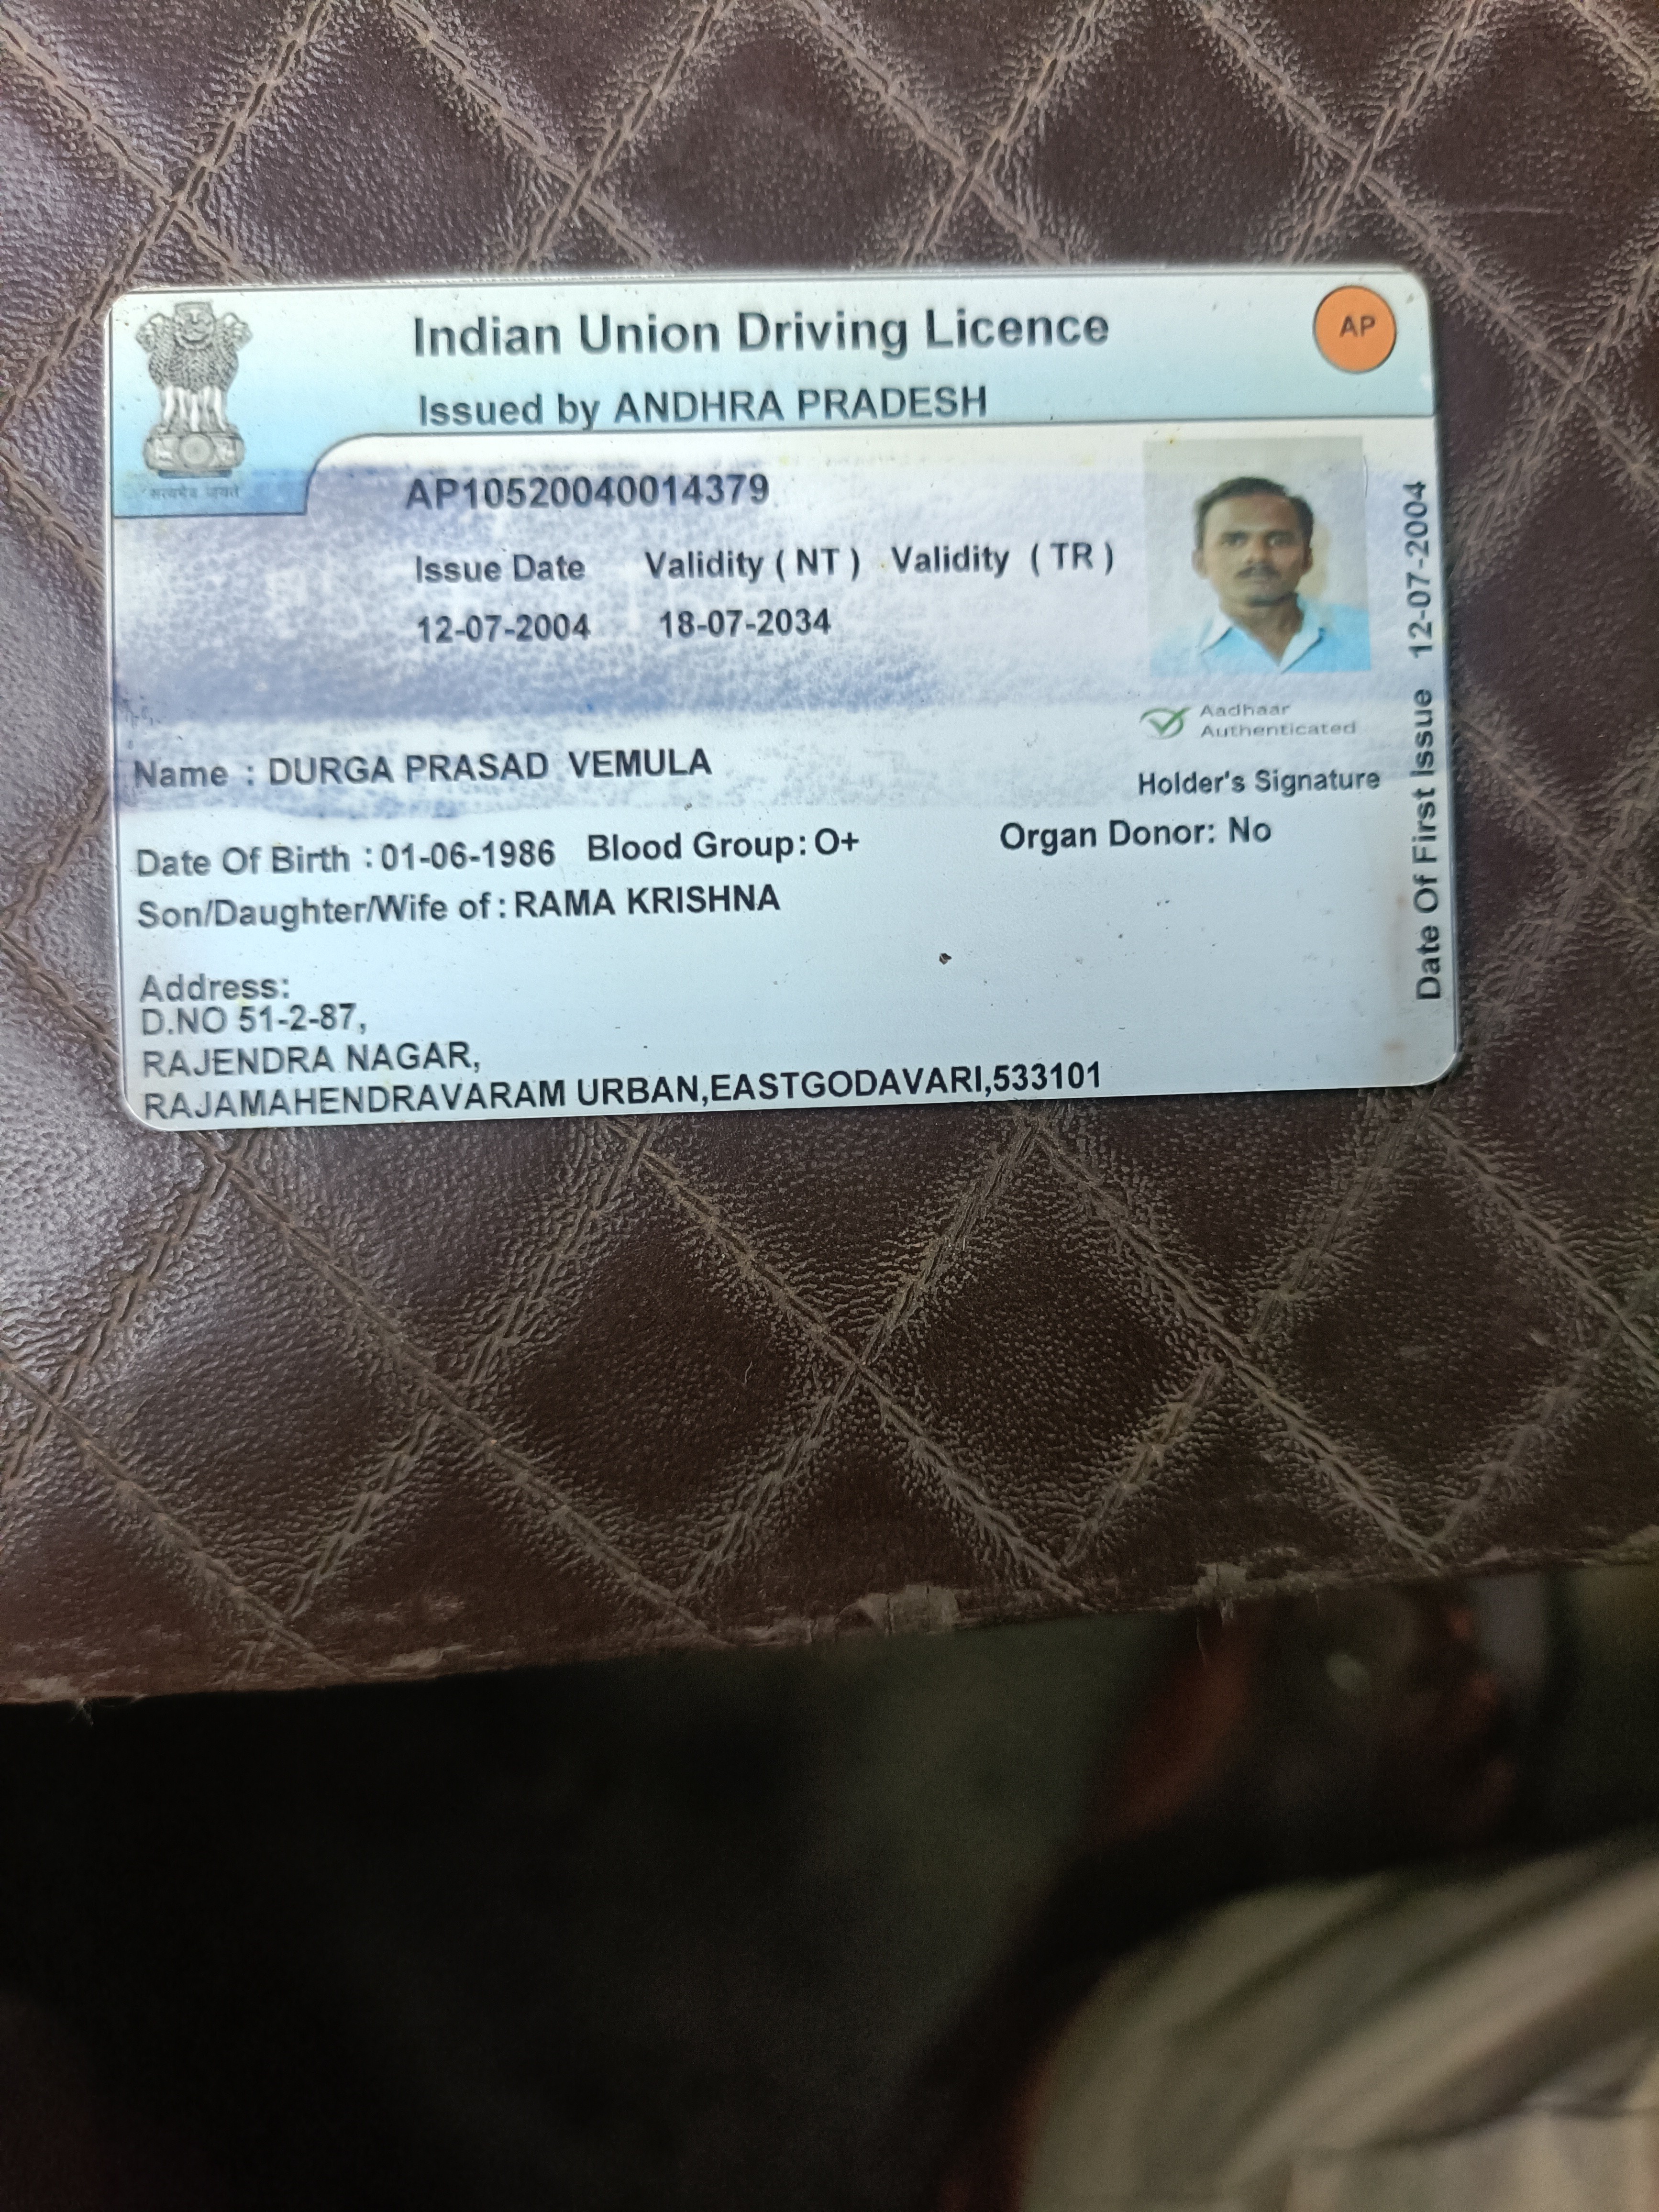 Indian Union Driving Licence
AP
Issued by ANDHRA PRADESH
सत्यमेव जयते
AP10520040014379
Issue Date Validity ( NT ) Validity ( TR )
12-07-2004 18-07-2034
Aadhaar
Authenticated
Name : DURGA PRASAD VEMULA
Holder's Signature
Date Of Birth : 01-06-1986 Blood Group: O+ Organ Donor: No
Son/Daughter/Wife of : RAMA KRISHNA
Address:
D.NO 51-2-87,
RAJENDRA NAGAR,
RAJAMAHENDRAVARAM URBAN,EASTGODAVARI,533101
Date Of First Issue 12-07-2004